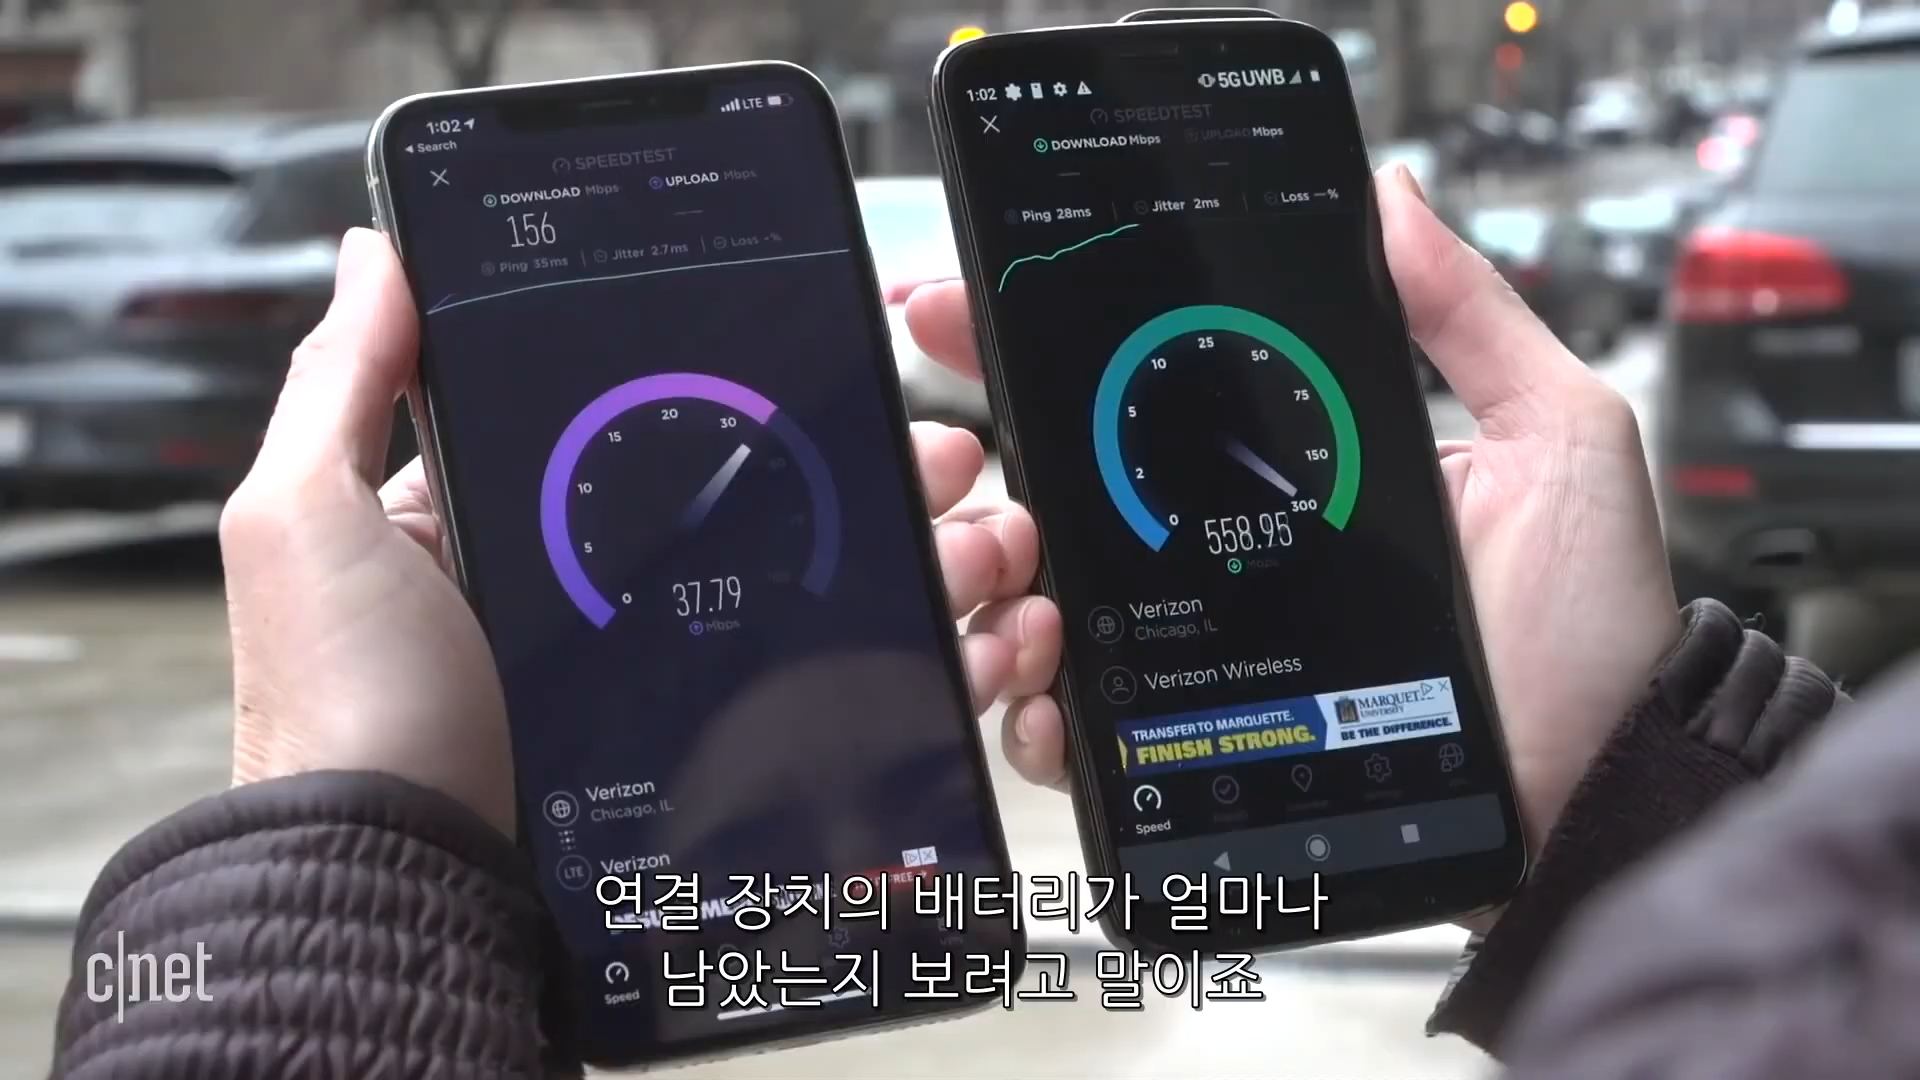 1:02
LTE
Search
SPEEDTEST
DOWNLOAD Mbps
UPLOAD Mbps
156
Ping 35ms
Jitter 2.7ms
Loss -%
0
5
10
15
20
30
37.79
Mbps
Verizon
Chicago, IL
LTE
Verizon
Speed
1:02
5G UWB
SPEEDTEST
DOWNLOAD Mbps
UPLOAD Mbps
Ping 28ms
Jitter 2ms
Loss —%
0
2
5
10
25
50
75
150
300
558.95
Mbps
Verizon
Chicago, IL
Verizon Wireless
TRANSFER TO MARQUETTE.
FINISH STRONG.
UNIVERSITY
BE THE DIFFERENCE.
Speed
연결 장치의 배터리가 얼마나
남았는지 보려고 말이죠
c|net